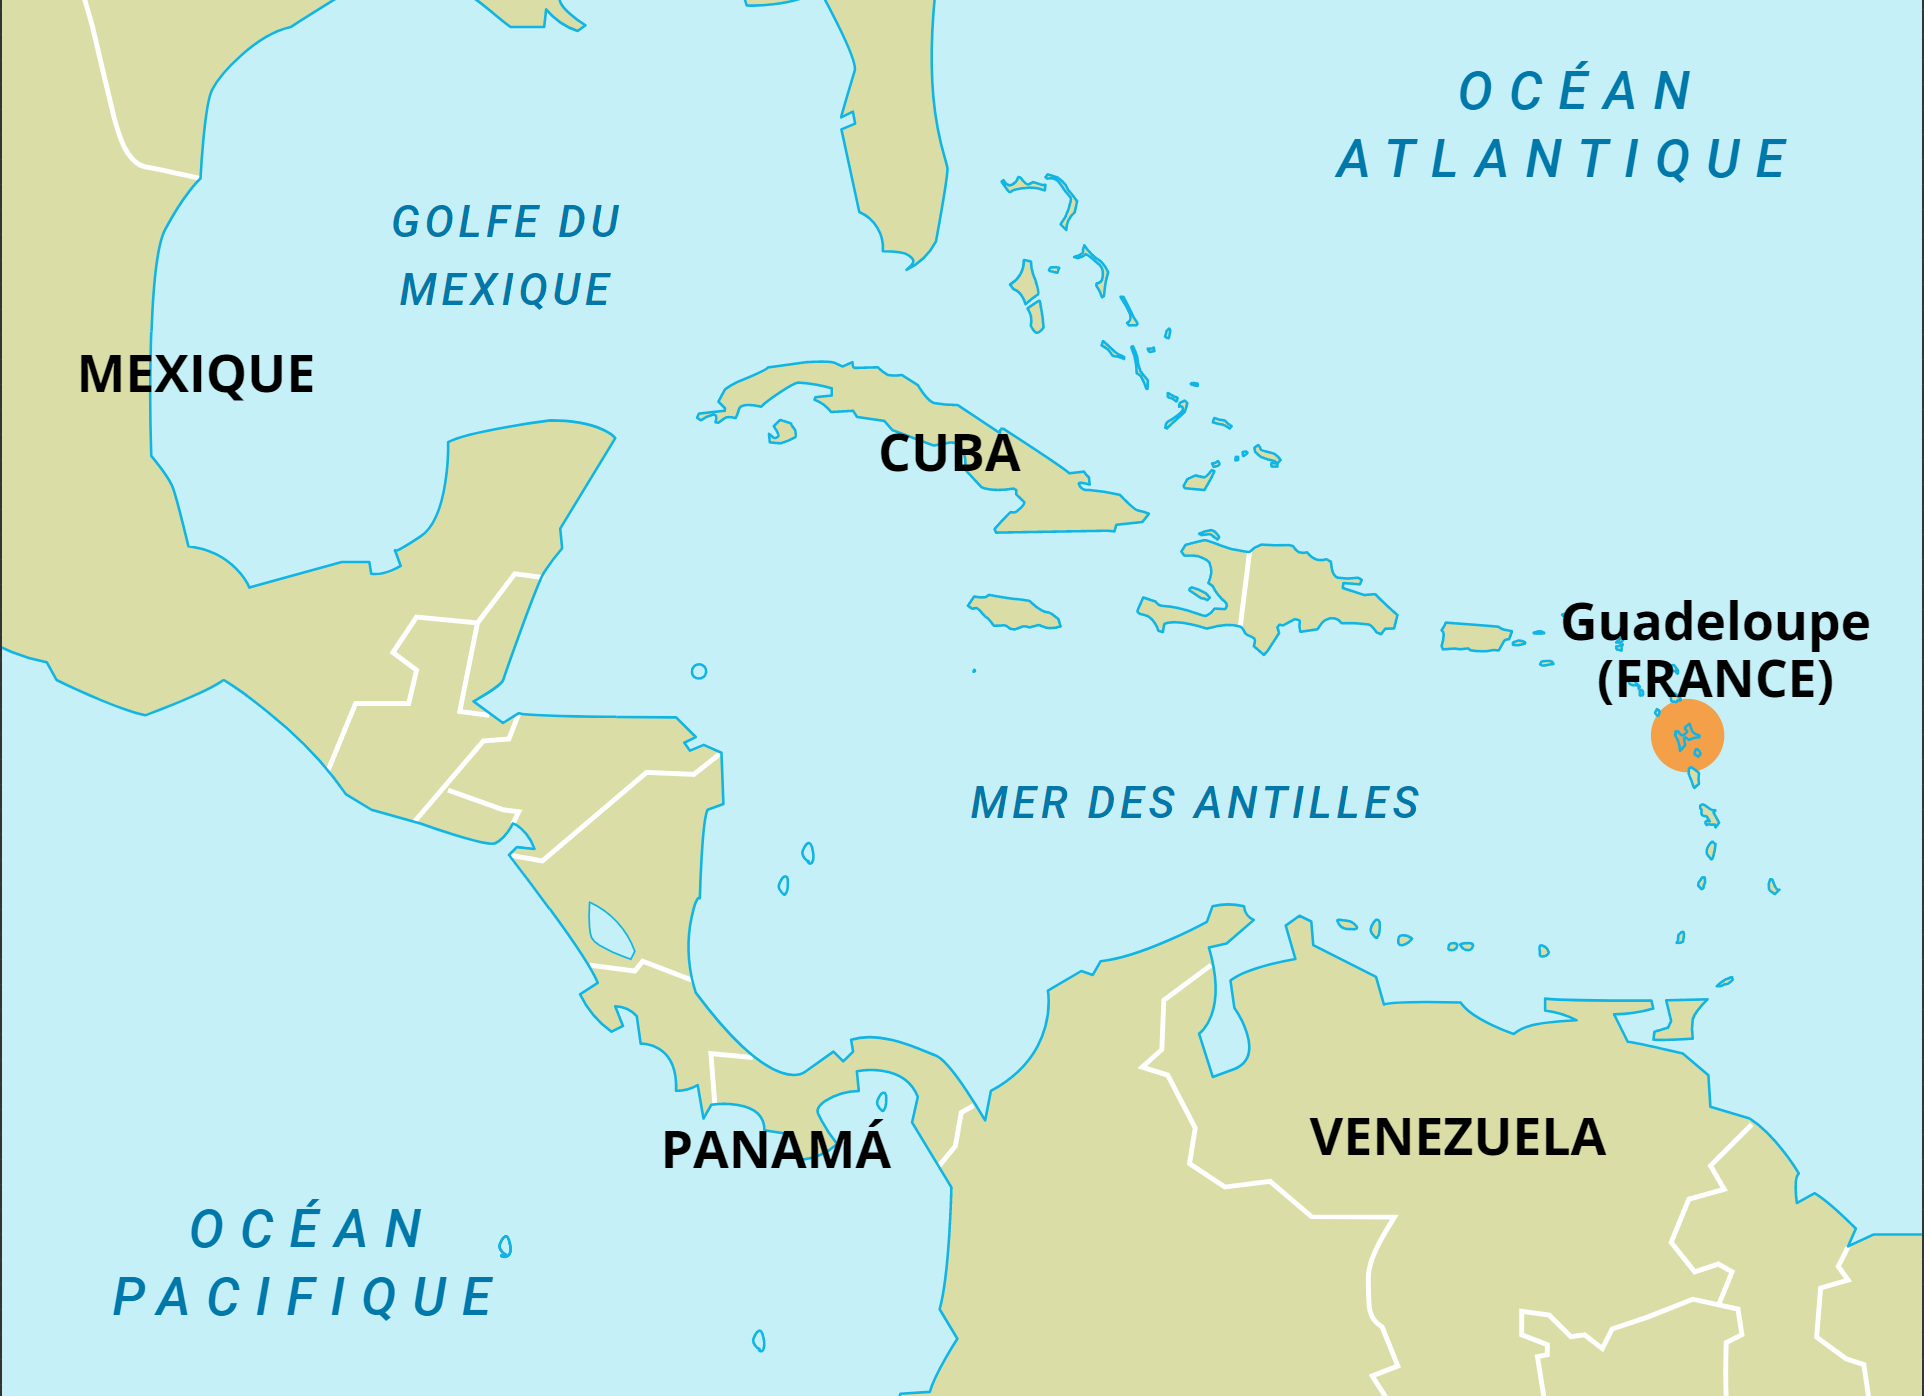 OCÉAN
ATLANTIQUE
GOLFE DU
MEXIQUE
MEXIQUE
CUBA
Guadeloupe
(FRANCE)
MER DES ANTILLES
VENEZUELA
PANAMÁ
OCÉAN
PACIFIQUE